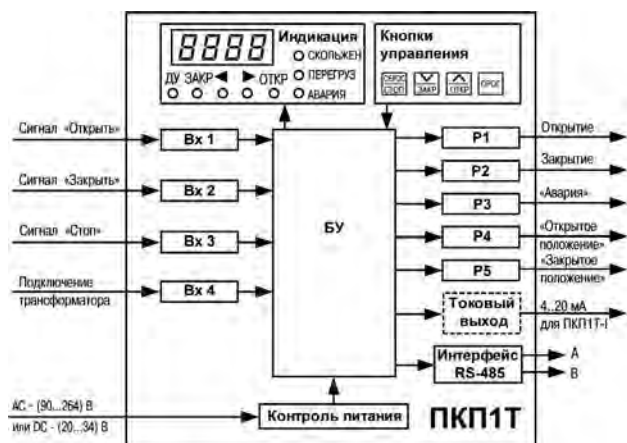 Индикация
8888
СКОЛЬЖЕН
ДУ ЗАКР ◄ ► ОТКР
ПЕРЕГРУЗ
АВАРИЯ
Кнопки
управления
СБРОС
СТОП
ЗАКР
ОТКР
ПРОГ
Сигнал «Открыть»
Вх 1
Сигнал «Закрыть»
Вх 2
Сигнал «Стоп»
Вх 3
Подключение
трансформатора
Вх 4
БУ
Р1
Открытие
Р2
Закрытие
Р3
«Авария»
Р4
«Открытое
положение»
Р5
«Закрытое
положение»
Токовый
выход
4..20 мА
для ПКП1Т-I
Интерфейс
RS-485
А
В
АС - (90...264) В
или DC - (20...34) В
Контроль питания
ПКП1Т